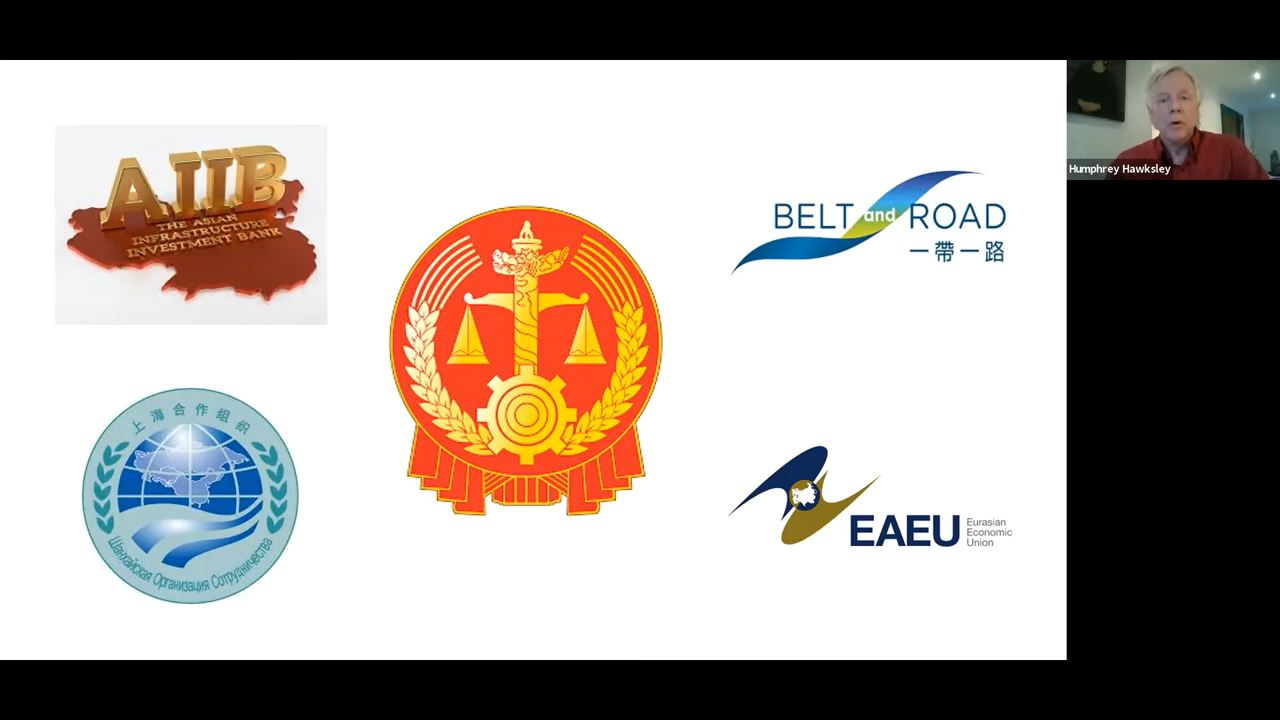 AIIB
THE ASIAN
INFRASTRUCTURE
INVESTMENT BANK
上海合作组织
Шанхайская Организация Сотрудничества
BELT and ROAD
一帶一路
EAEU
Eurasian
Economic
Union
Humphrey Hawksley